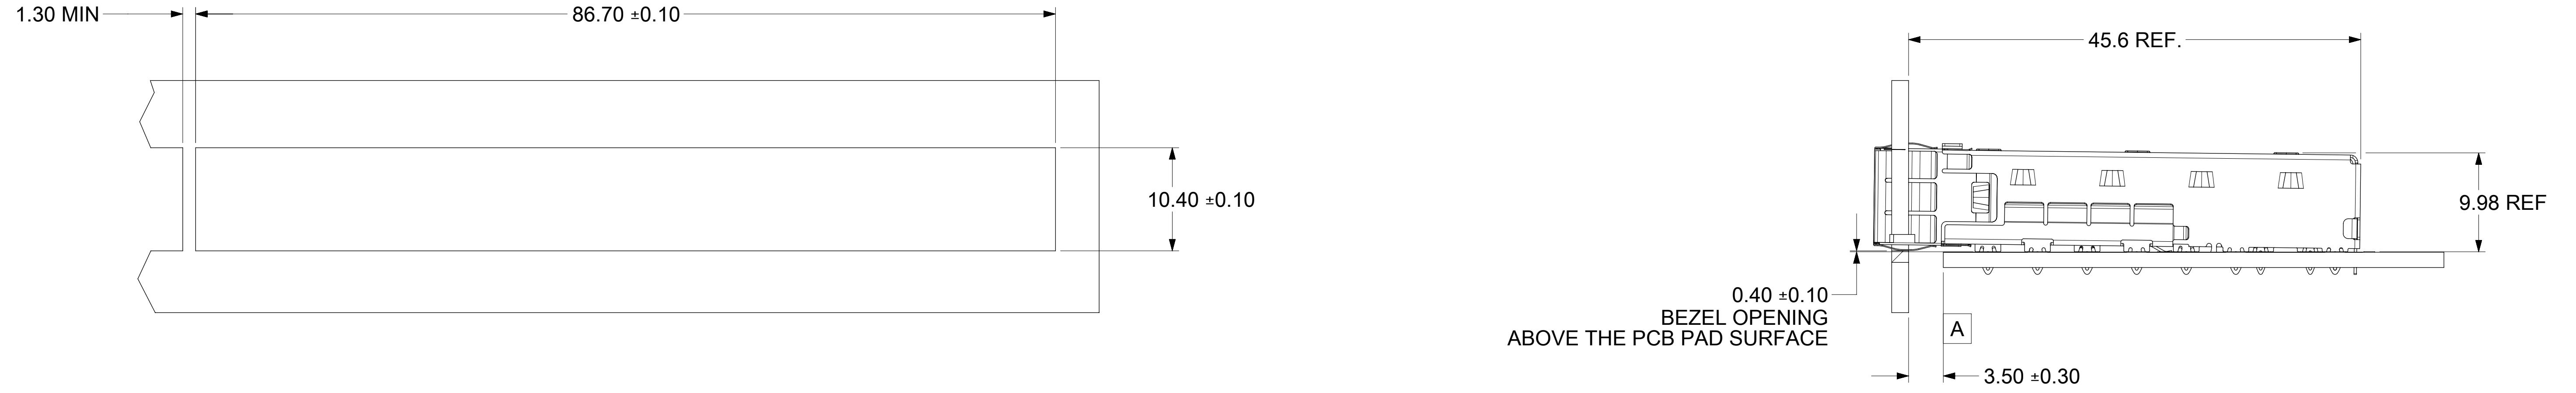 1.30 MIN
86.70 ±0.10
45.6 REF.
10.40 ±0.10
9.98 REF
0.40 ±0.10
BEZEL OPENING
ABOVE THE PCB PAD SURFACE
A
3.50 ±0.30